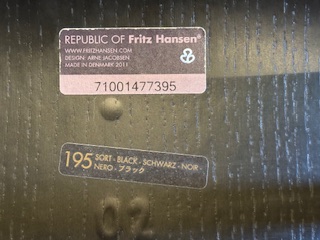 REPUBLIC OF Fritz Hansen®
WWW.FRITZHANSEN.COM
DESIGN: ARNE JACOBSEN
MADE IN DENMARK 2011
71001477395
195 SORT - BLACK - SCHWARZ - NOIR -
NERO - ブラック
02